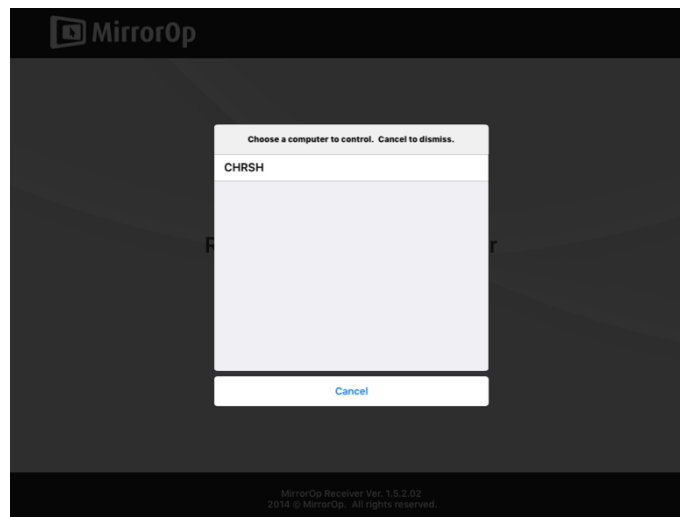 MirrorOp
Choose a computer to control. Cancel to dismiss.
CHRSH
R
r
Cancel
MirrorOp Receiver Ver. 1.5.2.02
2014 © MirrorOp. All rights reserved.